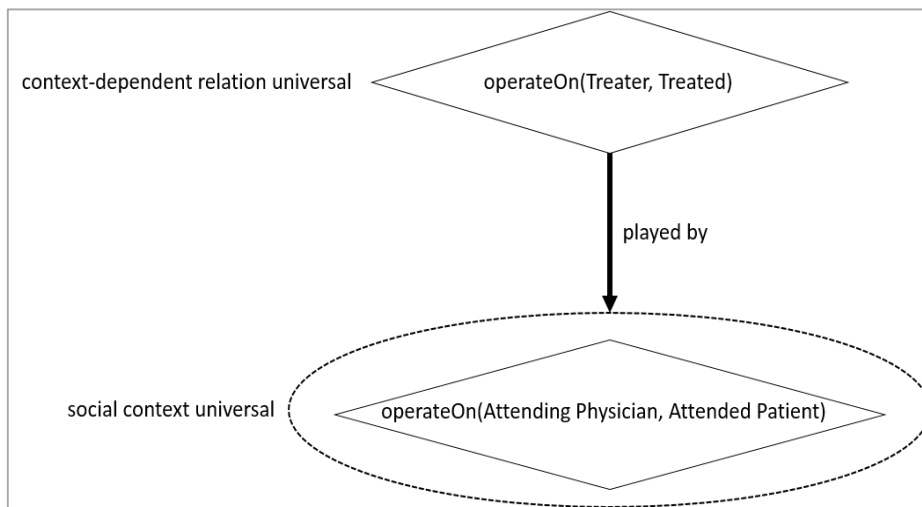 context-dependent relation universal
operateOn(Treater, Treated)
played by
social context universal
operateOn(Attending Physician, Attended Patient)